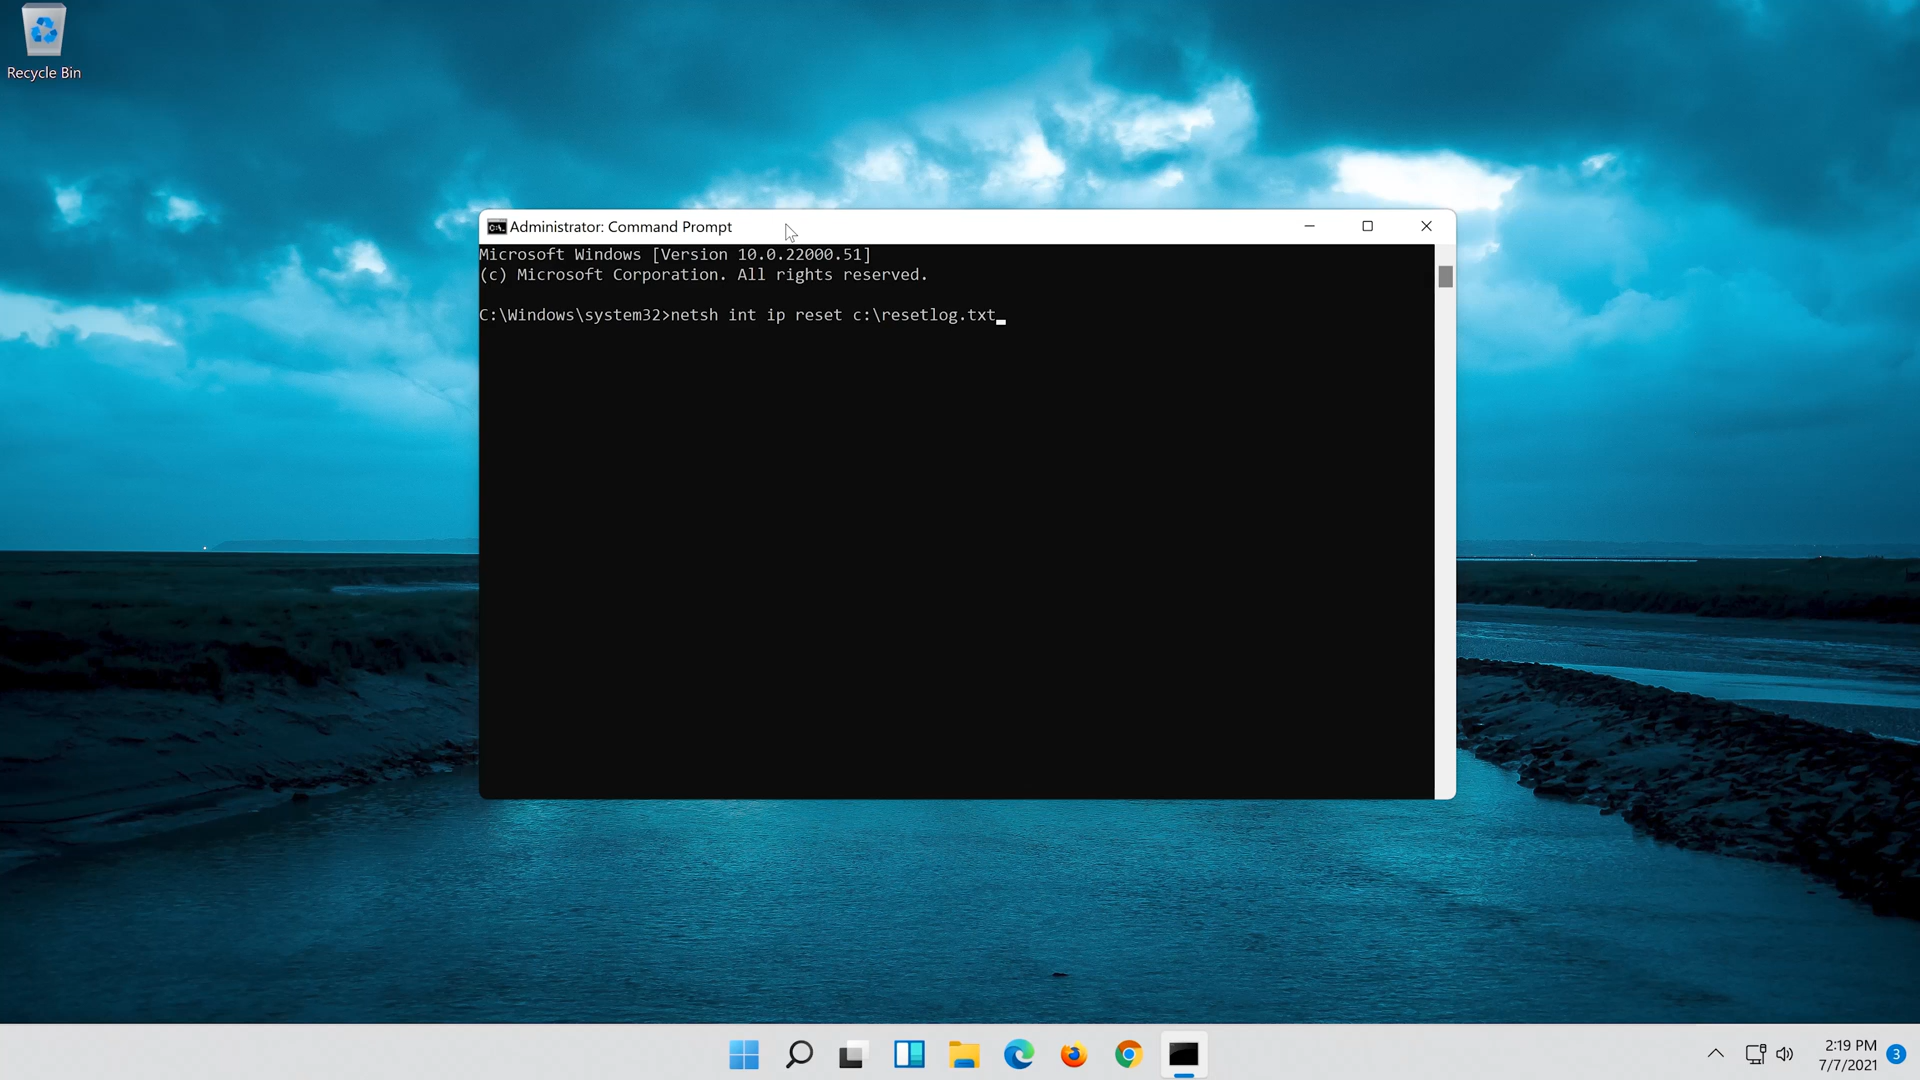 Recycle Bin
Administrator: Command Prompt
Microsoft Windows [Version 10.0.22000.51]
(c) Microsoft Corporation. All rights reserved.
C:\Windows\system32>netsh int ip reset c:\resetlog.txt
2:19 PM
7/7/2021
3